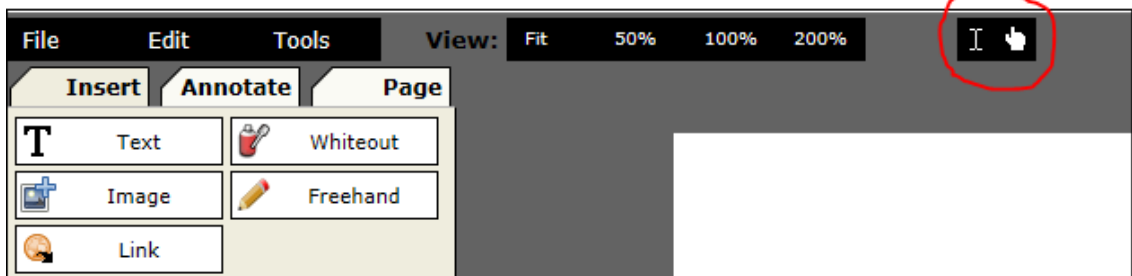 File Edit Tools View: Fit 50% 100% 200%
Insert Annotate Page
T Text Whiteout
Image Freehand
Link